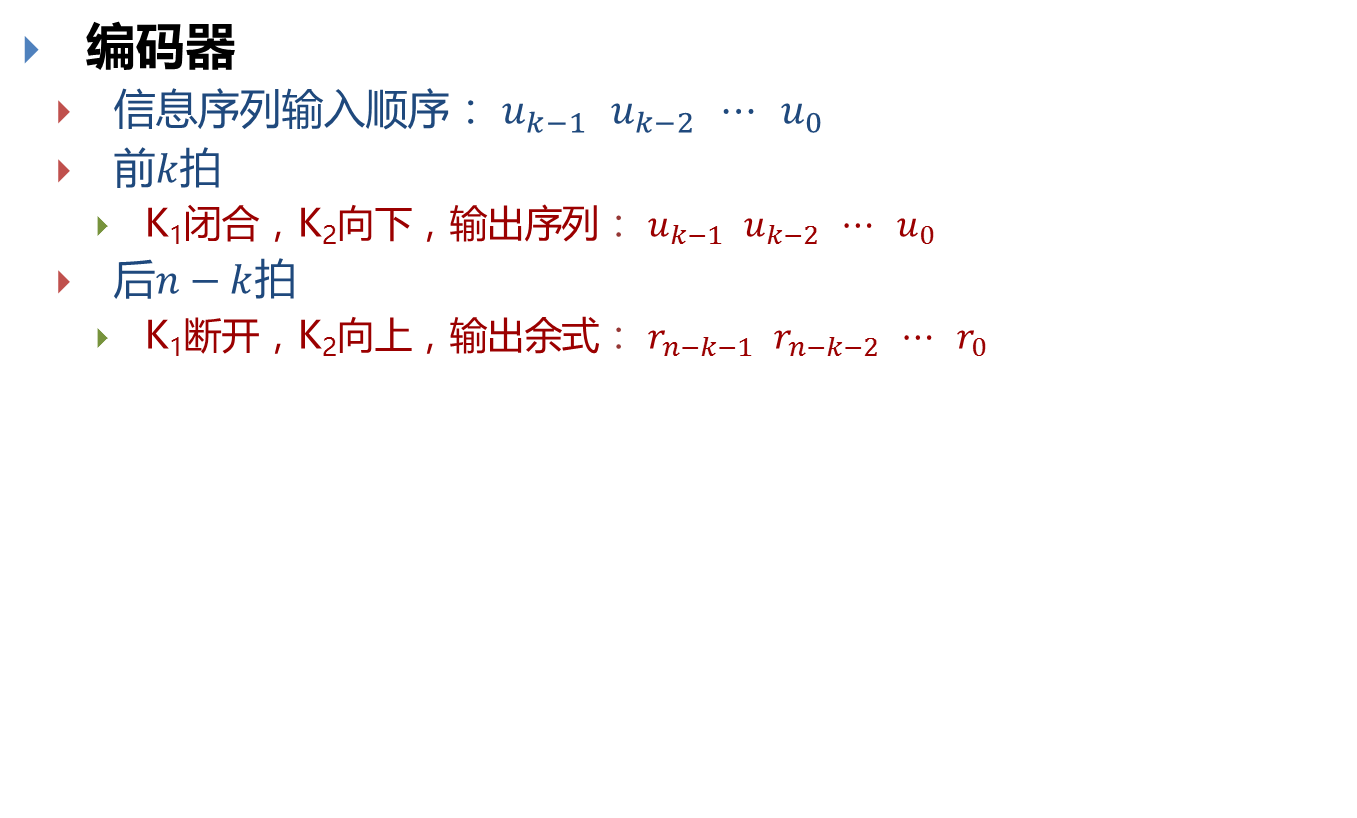 编码器
信息序列输入顺序： u_{k−1} u_{k−2} ⋯ u_0
前k拍
K₁闭合，K₂向下，输出序列： u_{k−1} u_{k−2} ⋯ u_0
后n − k拍
K₁断开，K₂向上，输出余式： r_{n−k−1} r_{n−k−2} ⋯ r_0